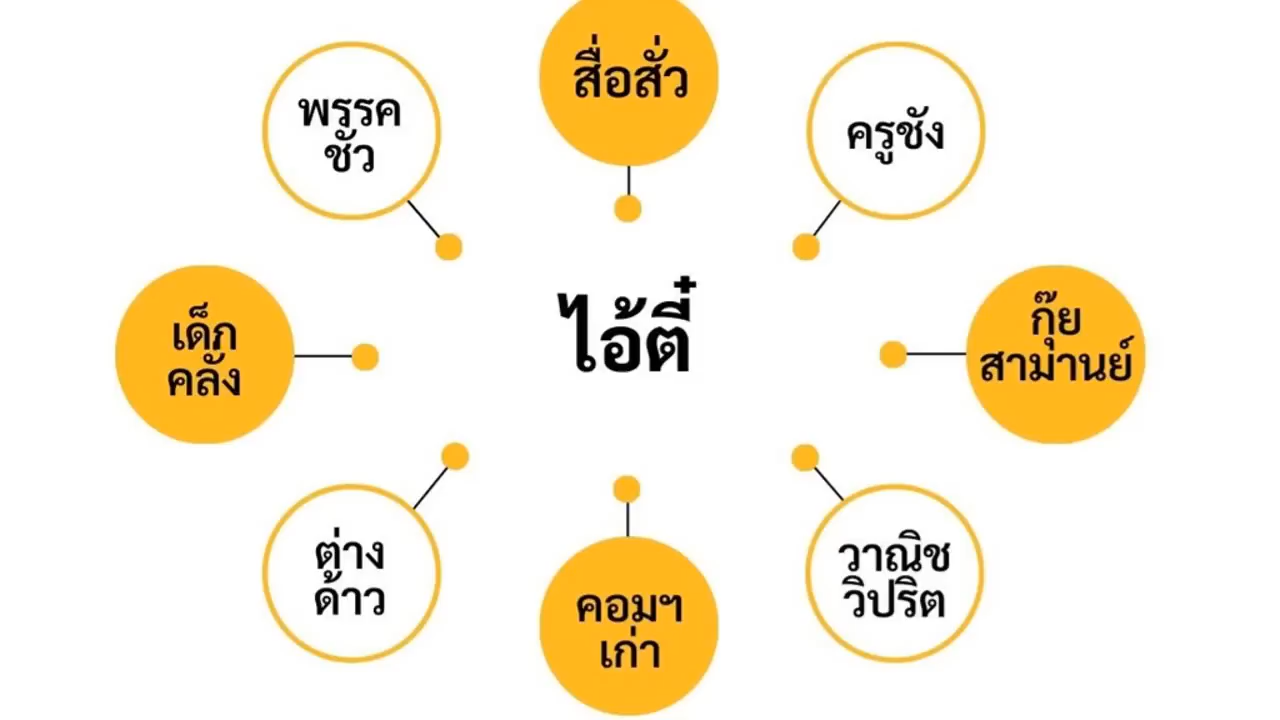 สื่อสั่ว
พรรค
ชั่ว
ครูชัง
ไอ้ตี๋
เด็ก
คลั่ง
กุ๊ย
สามานย์
ต่าง
ด้าว
คอมฯ
เก่า
วาณิช
วิปริต